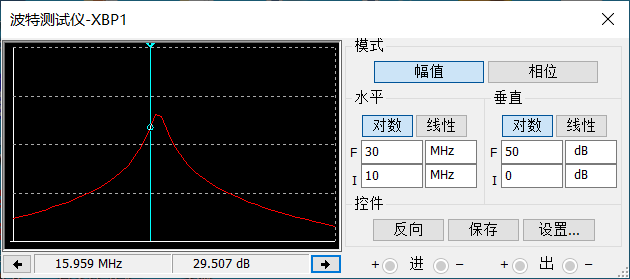 波特测试仪-XBP1
模式
幅值 相位
水平 垂直
对数 线性 对数 线性
F 30 MHz F 50 dB
I 10 MHz I 0 dB
控件
反向 保存 设置...
15.959 MHz 29.507 dB
+ 进 − + 出 −